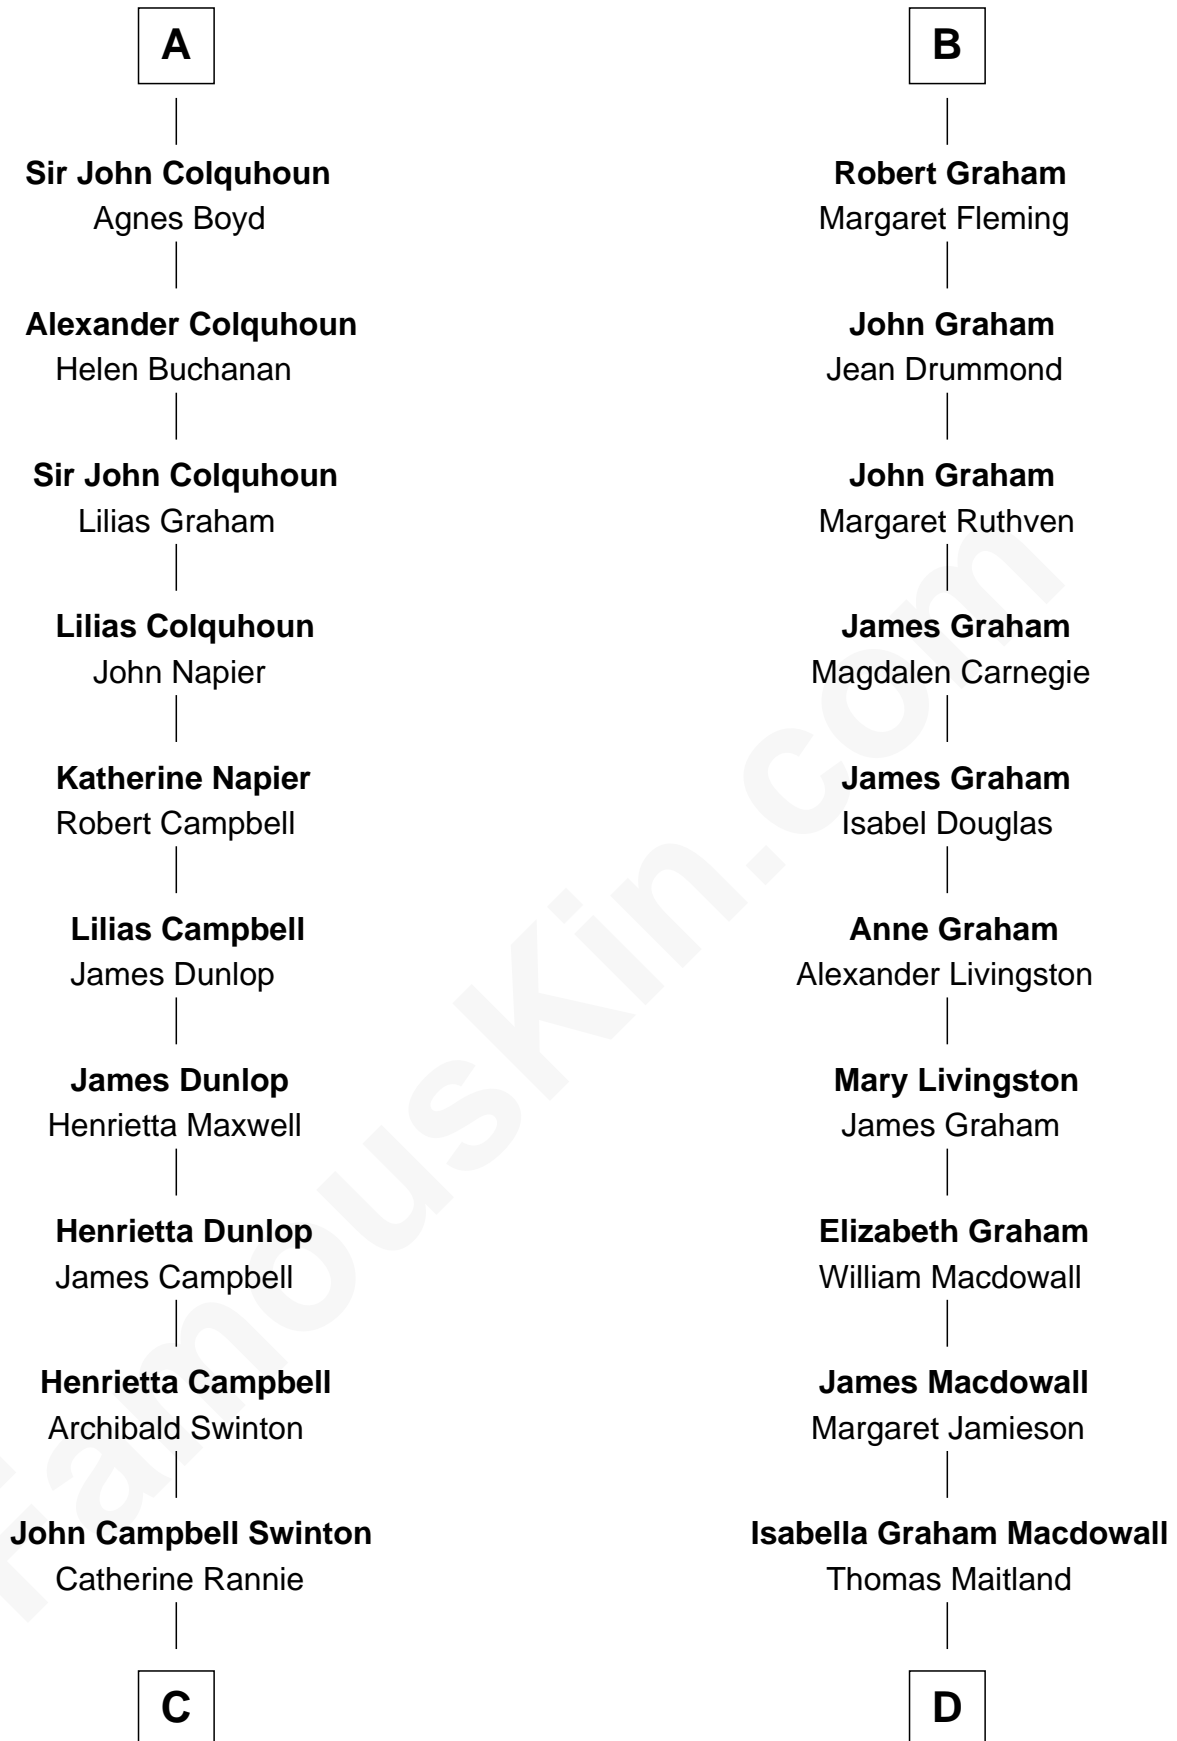 A
Sir John Colquhoun
Agnes Boyd
Alexander Colquhoun
Helen Buchanan
Sir John Colquhoun
Lilias Graham
Lilias Colquhoun
John Napier
Katherine Napier
Robert Campbell
Lilias Campbell
James Dunlop
James Dunlop
Henrietta Maxwell
Henrietta Dunlop
James Campbell
Henrietta Campbell
Archibald Swinton
John Campbell Swinton
Catherine Rannie
C
B
Robert Graham
Margaret Fleming
John Graham
Jean Drummond
John Graham
Margaret Ruthven
James Graham
Magdalen Carnegie
James Graham
Isabel Douglas
Anne Graham
Alexander Livingston
Mary Livingston
James Graham
Elizabeth Graham
William Macdowall
James Macdowall
Margaret Jamieson
Isabella Graham Macdowall
Thomas Maitland
D
FamousKin.com